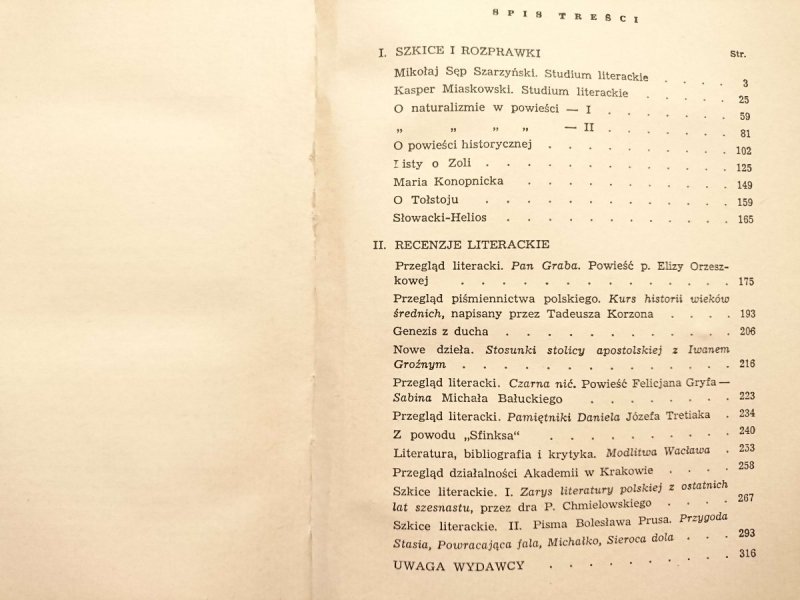 SPIS TREŚCI
I. SZKICE I ROZPRAWKI Str.
Mikołaj Sęp Szarzyński. Studium literackie . . . . 3
Kasper Miaskowski. Studium literackie . . . . . 25
O naturalizmie w powieści — I . . . . . . . 59
„ „ „ „ — II . . . . . . . 81
O powieści historycznej . . . . . . . . . 102
Listy o Zoli . . . . . . . . . . . . 125
Maria Konopnicka . . . . . . . . . . 149
O Tołstoju . . . . . . . . . . . . 159
Słowacki-Helios . . . . . . . . . . . 165
II. RECENZJE LITERACKIE
Przegląd literacki. Pan Graba. Powieść p. Elizy Orzesz-
kowej . . . . . . . . . . . . . 175
Przegląd piśmiennictwa polskiego. Kurs historii wieków
średnich, napisany przez Tadeusza Korzona . . . . 193
Genezis z ducha . . . . . . . . . . . 206
Nowe dzieła. Stosunki stolicy apostolskiej z Iwanem
Groźnym . . . . . . . . . . . . . 216
Przegląd literacki. Czarna nić. Powieść Felicjana Gryfa —
Sabina Michała Bałuckiego . . . . . . . 223
Przegląd literacki. Pamiętniki Daniela Józefa Tretiaka . 234
Z powodu „Sfinksa“ . . . . . . . . . 240
Literatura, bibliografia i krytyka. Modlitwa Wacława . 253
Przegląd działalności Akademii w Krakowie . . . . 258
Szkice literackie. I. Zarys literatury polskiej z ostatnich
lat szesnastu, przez dra P. Chmielowskiego . . . . 267
Szkice literackie. II. Pisma Bolesława Prusa. Przygoda
Stasia, Powracająca fala, Michałko, Sieroca dola . . . 293
UWAGA WYDAWCY . . . . . . . . . 316